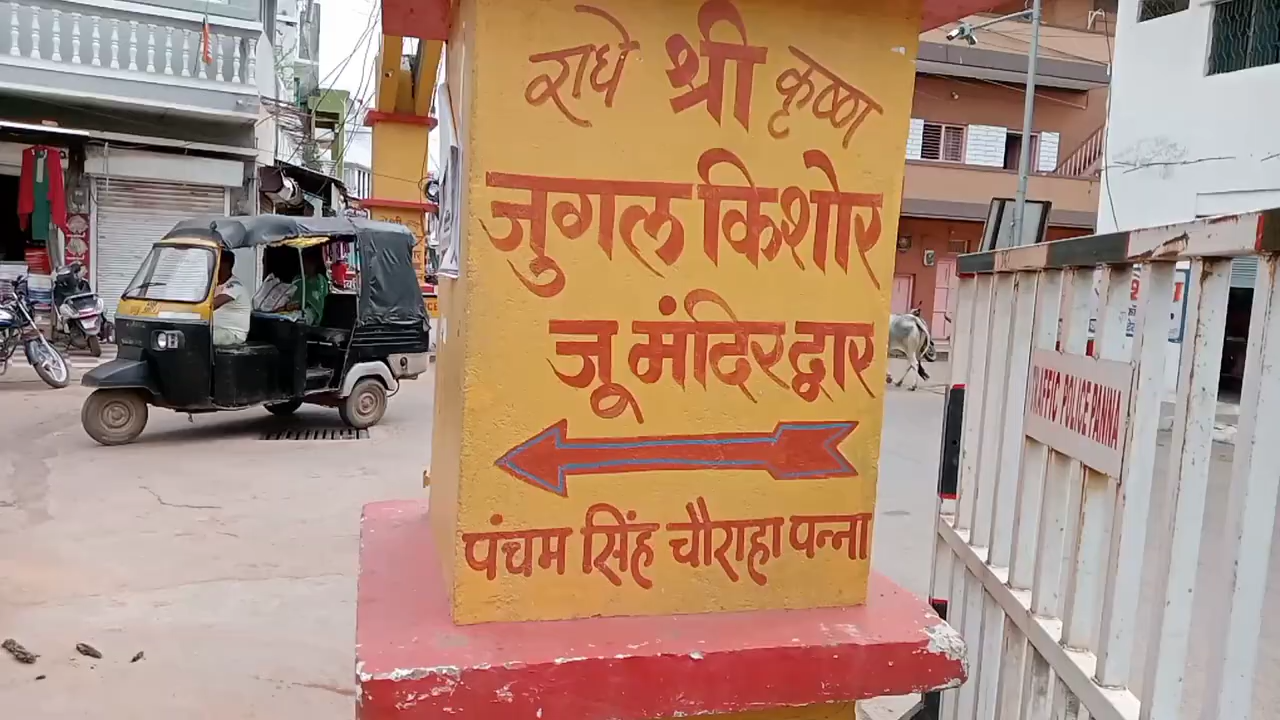 राधे श्री कृष्ण
जुगल किशोर
जू मंदिर द्वार
पंचम सिंह चौराहा पन्ना
TRAFFIC POLICE PANNA